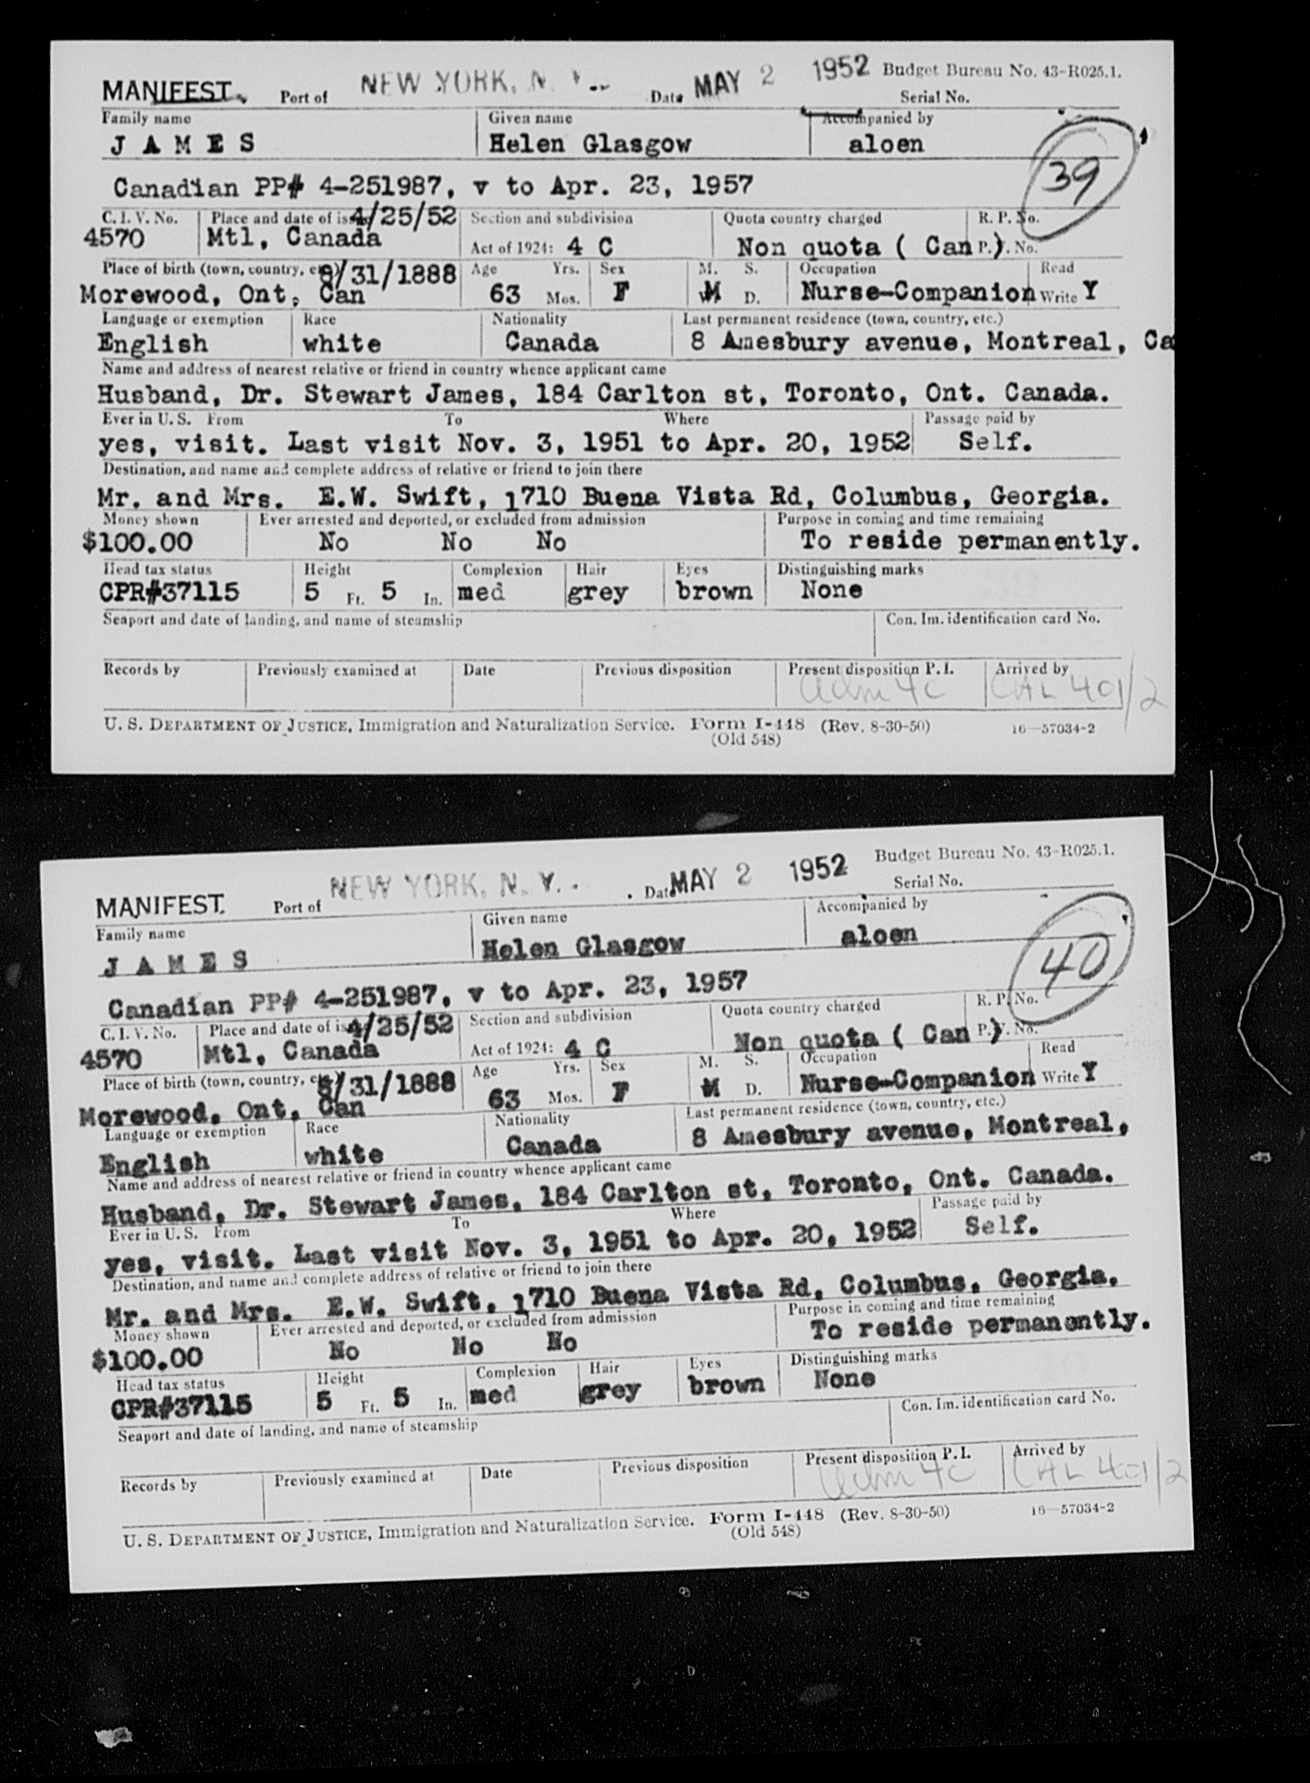 MANIFEST. Port of NEW YORK, N. Y. Date MAY 2 1952 Budget Bureau No. 43-R025.1.
Serial No.
Family name Given name Accompanied by
J A M E S Helen Glasgow aloen
39
Canadian PP# 4-251987, v to Apr. 23, 1957
C. I. V. No. Place and date of is 4/25/52 Section and subdivision Quota country charged R. P. No.
4570 Mtl, Canada Act of 1924: 4 C Non quota ( Can ) P. V. No.
Place of birth (town, country, 8/31/1888 Age Yrs. Sex M. S. Occupation Read
Morewood, Ont, Can 63 Mos. F M D. Nurse-Companion Write Y
Language or exemption Race Nationality Last permanent residence (town, country, etc.)
English white Canada 8 Amesbury avenue, Montreal, Ca
Name and address of nearest relative or friend in country whence applicant came
Husband, Dr. Stewart James, 184 Carlton st, Toronto, Ont. Canada.
Ever in U. S. From To Where Passage paid by
yes, visit. Last visit Nov. 3, 1951 to Apr. 20, 1952 Self.
Destination, and name and complete address of relative or friend to join there
Mr. and Mrs. E.W. Swift, 1710 Buena Vista Rd, Columbus, Georgia.
Money shown Ever arrested and deported, or excluded from admission Purpose in coming and time remaining
$100.00 No No No To reside permanently.
Head tax status Height Complexion Hair Eyes Distinguishing marks
CPR#37115 5 Ft. 5 In. med grey brown None
Seaport and date of landing, and name of steamship Con. Im. identification card No.
Records by Previously examined at Date Previous disposition Present disposition P. I. Arrived by
adm 4C CAL 401/2
U. S. DEPARTMENT OF JUSTICE, Immigration and Naturalization Service. Form I-448 (Rev. 8-30-50) 16—57034-2
(Old 548)
MANIFEST. Port of NEW YORK, N. Y. Date MAY 2 1952 Budget Bureau No. 43-R025.1.
Serial No.
Family name Given name Accompanied by
J A M E S Helen Glasgow aloen
40
Canadian PP# 4-251987, v to Apr. 23, 1957
C. I. V. No. Place and date of is 4/25/52 Section and subdivision Quota country charged R. P. No.
4570 Mtl, Canada Act of 1924: 4 C Non quota ( Can ) P. V. No.
Place of birth (town, country, 8/31/1888 Age Yrs. Sex M. S. Occupation Read
Morewood, Ont, Can 63 Mos. F M D. Nurse-Companion Write Y
Language or exemption Race Nationality Last permanent residence (town, country, etc.)
English white Canada 8 Amesbury avenue, Montreal,
Name and address of nearest relative or friend in country whence applicant came
Husband, Dr. Stewart James, 184 Carlton st, Toronto, Ont. Canada.
Ever in U. S. From To Where Passage paid by
yes, visit. Last visit Nov. 3, 1951 to Apr. 20, 1952 Self.
Destination, and name and complete address of relative or friend to join there
Mr. and Mrs. E.W. Swift, 1710 Buena Vista Rd, Columbus, Georgia.
Money shown Ever arrested and deported, or excluded from admission Purpose in coming and time remaining
$100.00 No No No To reside permanently.
Head tax status Height Complexion Hair Eyes Distinguishing marks
CPR#37115 5 Ft. 5 In. med grey brown None
Seaport and date of landing, and name of steamship Con. Im. identification card No.
Records by Previously examined at Date Previous disposition Present disposition P. I. Arrived by
adm 4C CAL 401/2
U. S. DEPARTMENT OF JUSTICE, Immigration and Naturalization Service. Form I-448 (Rev. 8-30-50) 16—57034-2
(Old 548)